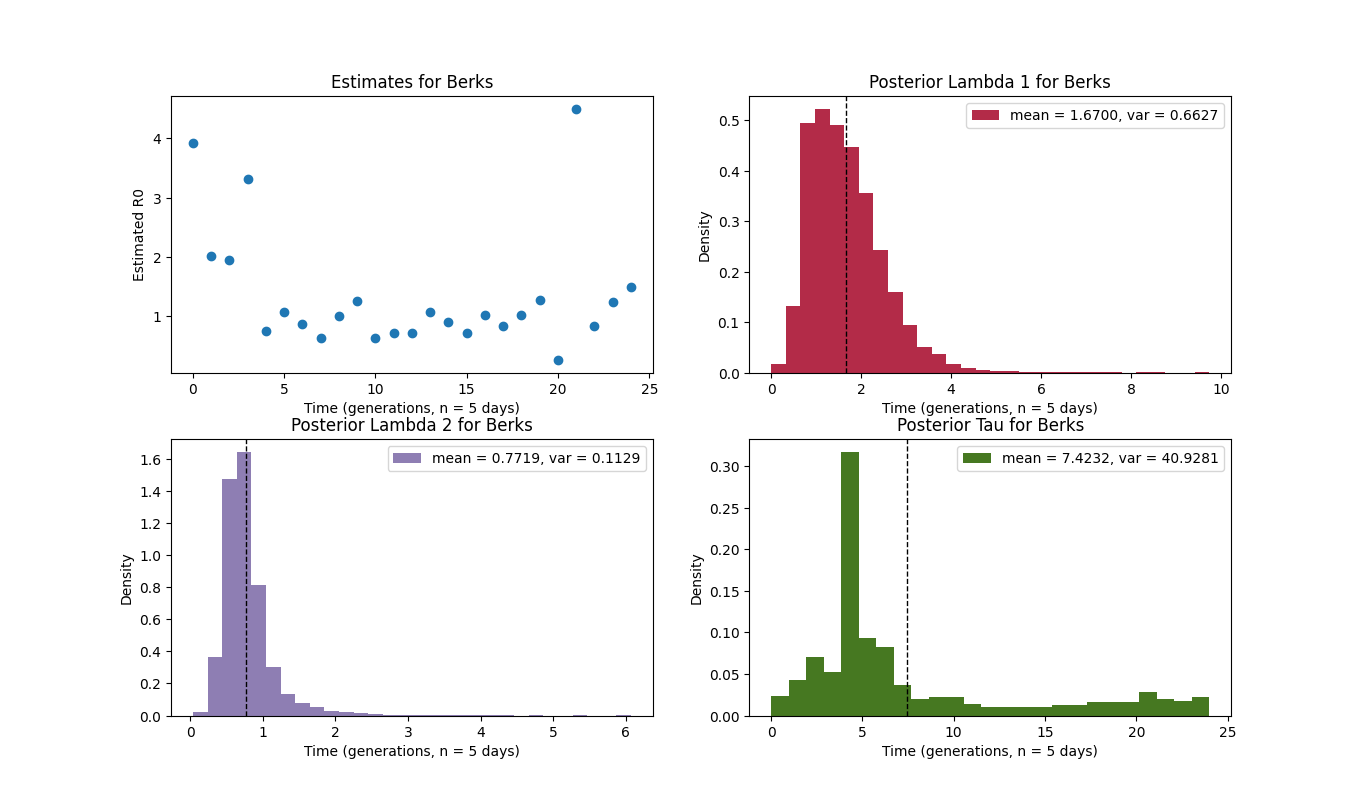 Estimates for Berks
Estimated R0
4
3
2
1
0 5 10 15 20 25
Time (generations, n = 5 days)
Posterior Lambda 1 for Berks
mean = 1.6700, var = 0.6627
Density
0.5
0.4
0.3
0.2
0.1
0.0
0 2 4 6 8 10
Time (generations, n = 5 days)
Posterior Lambda 2 for Berks
mean = 0.7719, var = 0.1129
Density
1.6
1.4
1.2
1.0
0.8
0.6
0.4
0.2
0.0
0 1 2 3 4 5 6
Time (generations, n = 5 days)
Posterior Tau for Berks
mean = 7.4232, var = 40.9281
Density
0.30
0.25
0.20
0.15
0.10
0.05
0.00
0 5 10 15 20 25
Time (generations, n = 5 days)